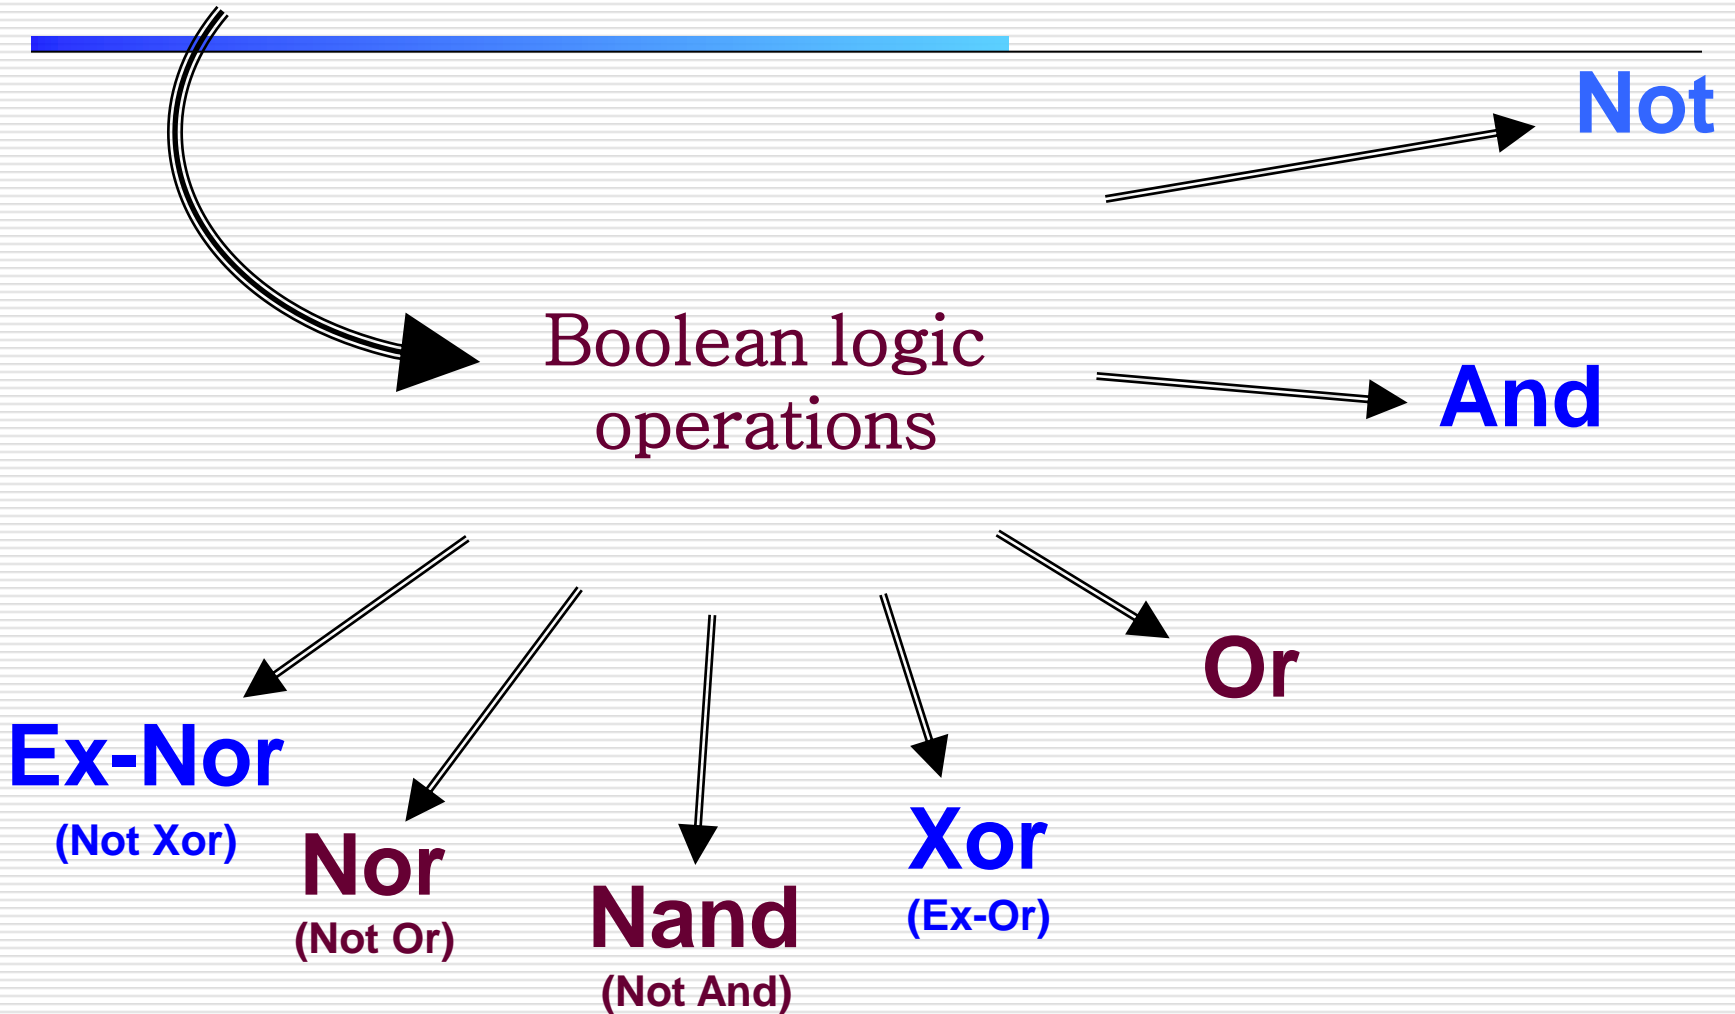 Not
Boolean logic
operations
And
Or
Ex-Nor
(Not Xor)
Nor
(Not Or)
Nand
(Not And)
Xor
(Ex-Or)